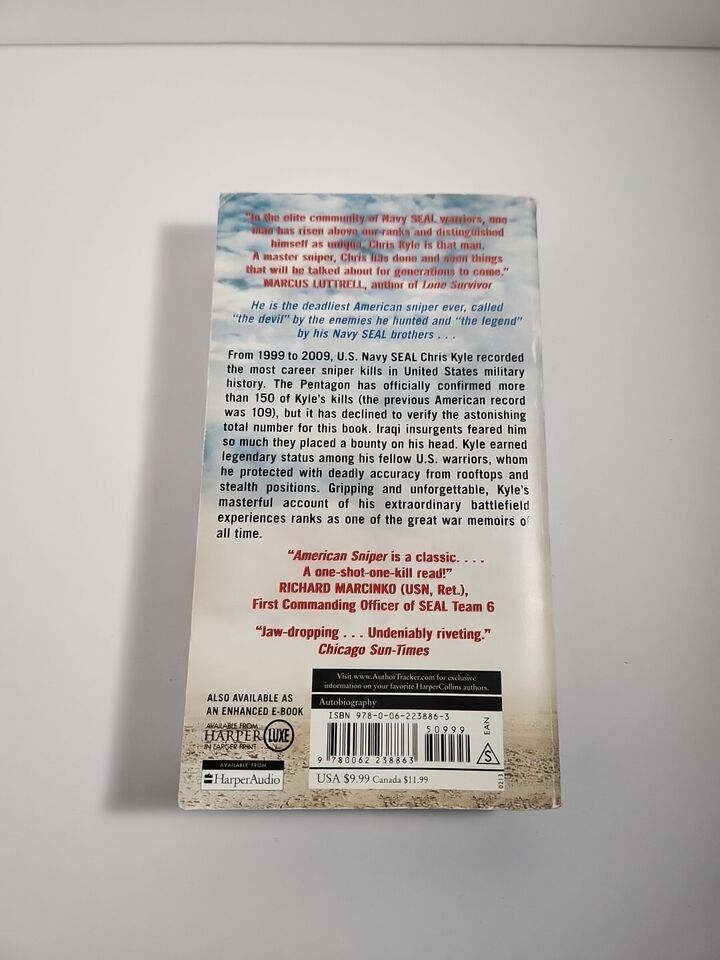 "In the elite community of Navy SEAL warriors, one
man has risen above our ranks and distinguished
himself as unique. Chris Kyle is that man.
A master sniper, Chris has done and seen things
that will be talked about for generations to come."
MARCUS LUTTRELL, author of Lone Survivor
He is the deadliest American sniper ever, called
"the devil" by the enemies he hunted and "the legend"
by his Navy SEAL brothers . . .
From 1999 to 2009, U.S. Navy SEAL Chris Kyle recorded
the most career sniper kills in United States military
history. The Pentagon has officially confirmed more
than 150 of Kyle's kills (the previous American record
was 109), but it has declined to verify the astonishing
total number for this book. Iraqi insurgents feared him
so much they placed a bounty on his head. Kyle earned
legendary status among his fellow U.S. warriors, whom
he protected with deadly accuracy from rooftops and
stealth positions. Gripping and unforgettable, Kyle's
masterful account of his extraordinary battlefield
experiences ranks as one of the great war memoirs of
all time.
"American Sniper is a classic. . . .
A one-shot-one-kill read!"
RICHARD MARCINKO (USN, Ret.),
First Commanding Officer of SEAL Team 6
"Jaw-dropping . . . Undeniably riveting."
Chicago Sun-Times
Visit www.AuthorTracker.com for exclusive
information on your favorite HarperCollins authors.
ALSO AVAILABLE AS
AN ENHANCED E-BOOK
AVAILABLE FROM
HARPER LUXE
IN LARGER PRINT
AVAILABLE FROM
HarperAudio
Autobiography
ISBN 978-0-06-223886-3
50999
EAN
S
9 780062 238863
USA $9.99 Canada $11.99
0213